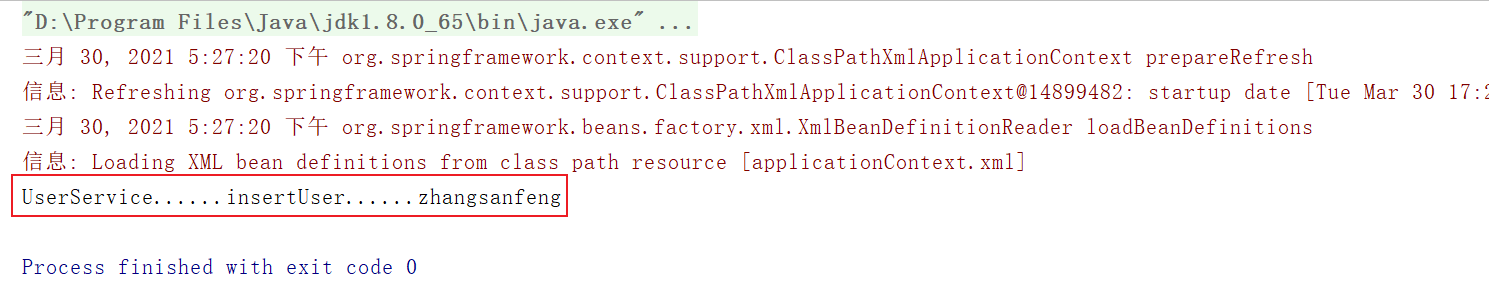 "D:\Program Files\Java\jdk1.8.0_65\bin\java.exe" ...
三月 30, 2021 5:27:20 下午 org.springframework.context.support.ClassPathXmlApplicationContext prepareRefresh
信息: Refreshing org.springframework.context.support.ClassPathXmlApplicationContext@14899482: startup date [Tue Mar 30 17:2
三月 30, 2021 5:27:20 下午 org.springframework.beans.factory.xml.XmlBeanDefinitionReader loadBeanDefinitions
信息: Loading XML bean definitions from class path resource [applicationContext.xml]
UserService......insertUser......zhangsanfeng
Process finished with exit code 0